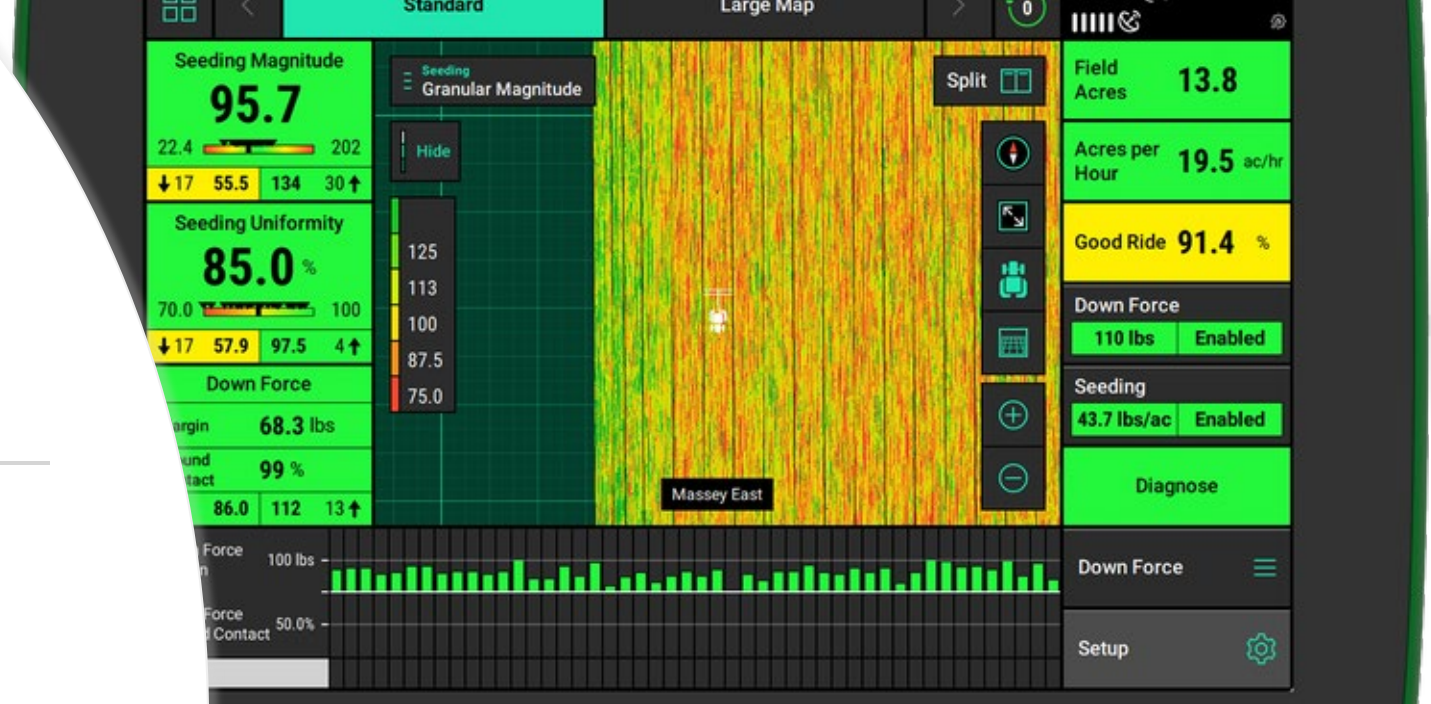 Standard
Large Map
0
Seeding Magnitude
95.7
22.4 202
17 55.5 134 30
Seeding Uniformity
85.0 %
70.0 100
17 57.9 97.5 4
Down Force
68.3 lbs
99 %
86.0 112 13
Seeding
Granular Magnitude
Hide
125
113
100
87.5
75.0
Split
Massey East
Field
Acres 13.8
Acres per
Hour 19.5 ac/hr
Good Ride 91.4 %
Down Force
110 lbs Enabled
Seeding
43.7 lbs/ac Enabled
Diagnose
Down Force
Setup
Force
100 lbs
Force
Contact 50.0%